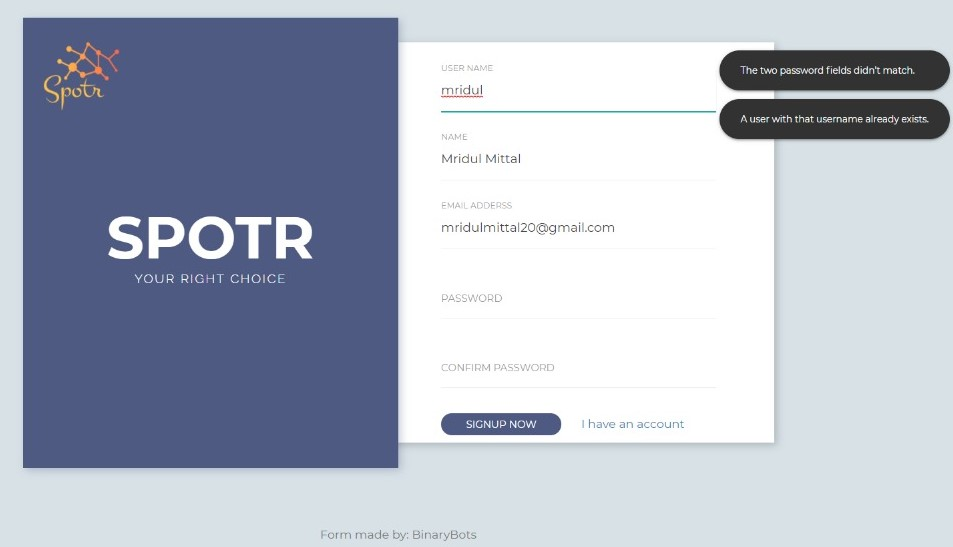 Spotr
SPOTR
YOUR RIGHT CHOICE
USER NAME
mridul
NAME
Mridul Mittal
EMAIL ADDERSS
mridulmittal20@gmail.com
PASSWORD
CONFIRM PASSWORD
SIGNUP NOW I have an account
The two password fields didn't match.
A user with that username already exists.
Form made by: BinaryBots